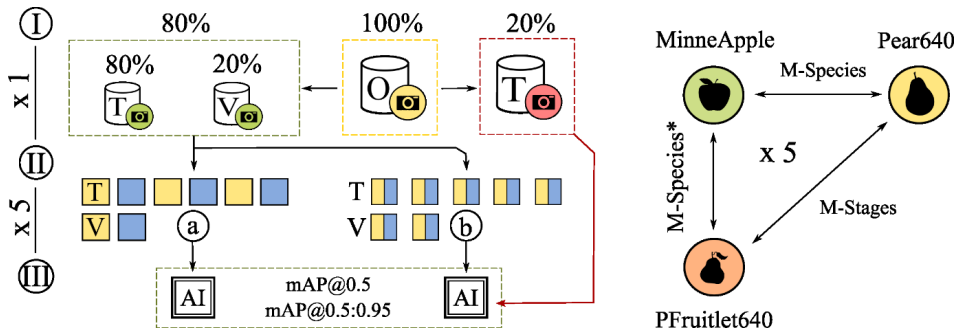 I
80%
100%
20%
80%
20%
T
V
O
T
x 1
II
T
V
T
V
a
b
x 5
III
AI
mAP@0.5
mAP@0.5:0.95
AI
MinneApple
Pear640
M-Species
M-Species*
x 5
M-Stages
PFruitlet640